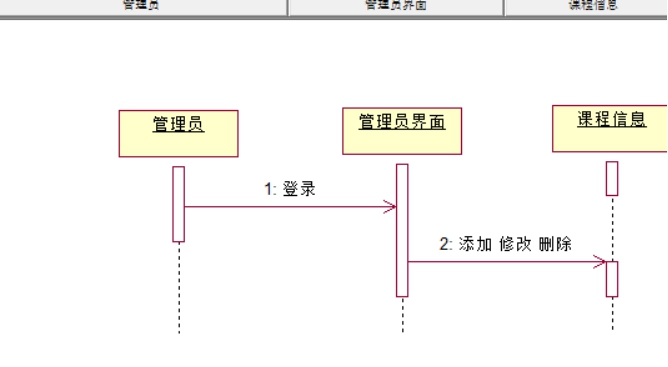 管理员 管理员界面 课程信息
管理员 管理员界面 课程信息
1: 登录
2: 添加 修改 删除